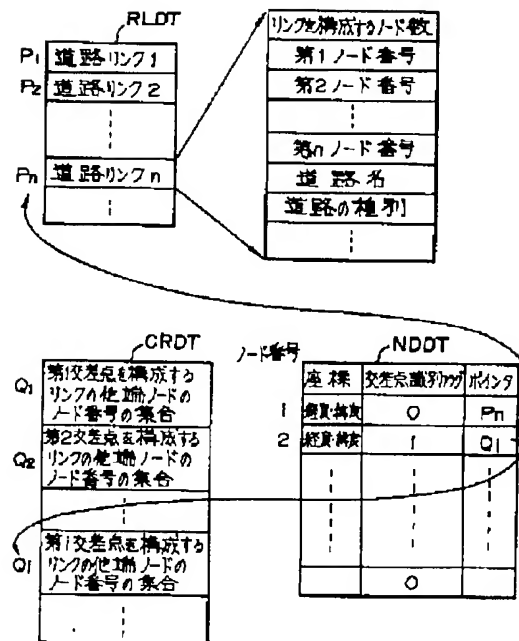 RLDT
P1 道路リンク1
P2 道路リンク2
Pn 道路リンクn
リンクを構成するノード数
第1ノード番号
第2ノード番号
第nノード番号
道路名
道路の種別
CRDT
Q1 第1交差点を構成する
リンクの他端ノードの
ノード番号の集合
Q2 第2交差点を構成する
リンクの他端ノードの
ノード番号の集合
Qi 第i交差点を構成する
リンクの他端ノードの
ノード番号の集合
NDDT
ノード番号
座標 交差点識別フラグ ポインタ
1 経度・緯度 0 Pn
2 経度・緯度 1 Qi
0